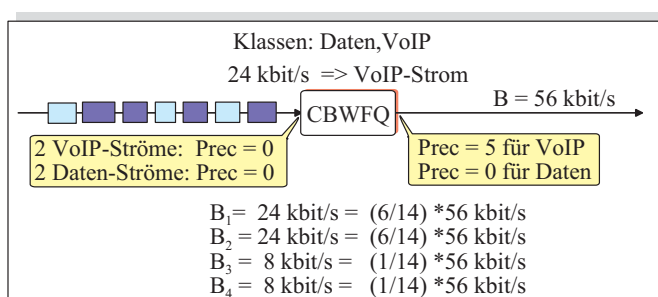 Klassen: Daten,VoIP
24 kbit/s => VoIP-Strom
B = 56 kbit/s
CBWFQ
2 VoIP-Ströme: Prec = 0
2 Daten-Ströme: Prec = 0
Prec = 5 für VoIP
Prec = 0 für Daten
B₁= 24 kbit/s = (6/14) *56 kbit/s
B₂ = 24 kbit/s = (6/14) *56 kbit/s
B₃ = 8 kbit/s = (1/14) *56 kbit/s
B₄ = 8 kbit/s = (1/14) *56 kbit/s